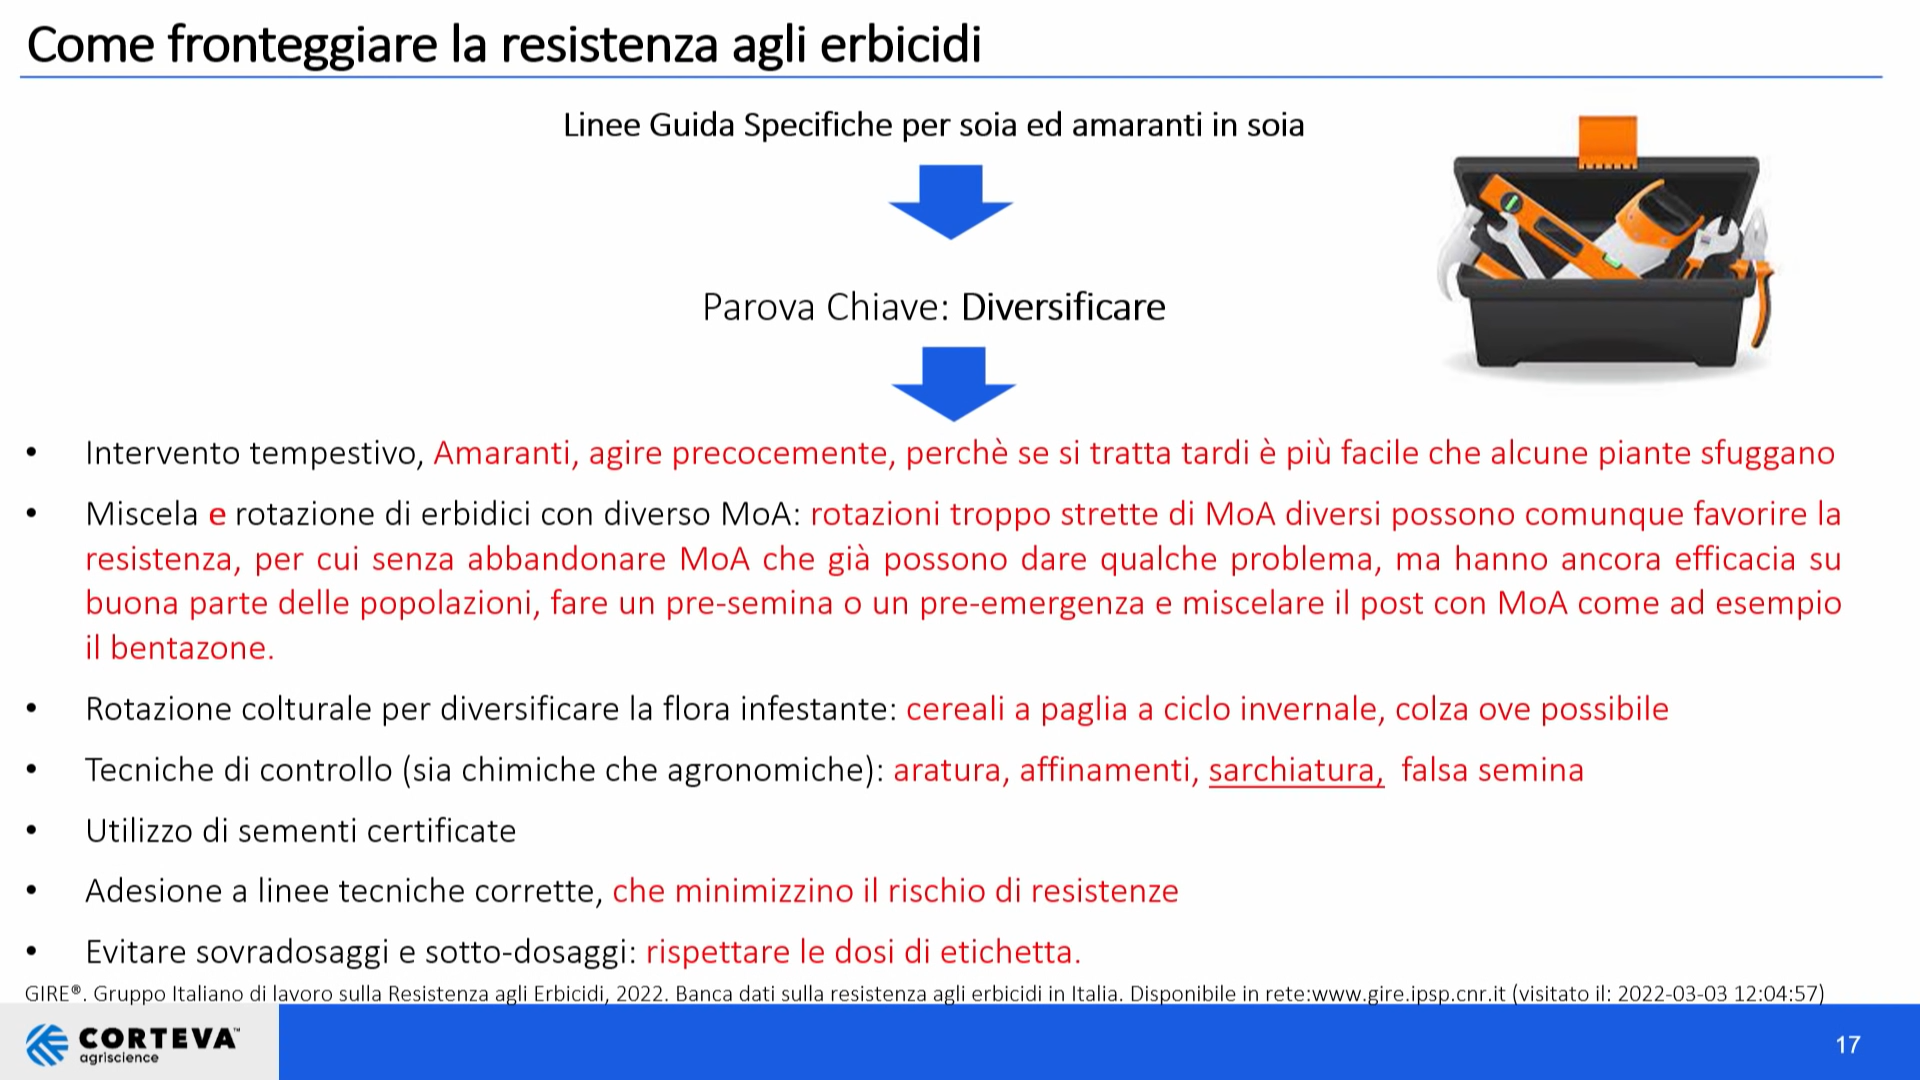 Come fronteggiare la resistenza agli erbicidi
Linee Guida Specifiche per soia ed amaranti in soia
Parova Chiave: Diversificare
• Intervento tempestivo, Amaranti, agire precocemente, perchè se si tratta tardi è più facile che alcune piante sfuggano
• Miscela e rotazione di erbidici con diverso MoA: rotazioni troppo strette di MoA diversi possono comunque favorire la
resistenza, per cui senza abbandonare MoA che già possono dare qualche problema, ma hanno ancora efficacia su
buona parte delle popolazioni, fare un pre-semina o un pre-emergenza e miscelare il post con MoA come ad esempio
il bentazone.
• Rotazione colturale per diversificare la flora infestante: cereali a paglia a ciclo invernale, colza ove possibile
• Tecniche di controllo (sia chimiche che agronomiche): aratura, affinamenti, sarchiatura, falsa semina
• Utilizzo di sementi certificate
• Adesione a linee tecniche corrette, che minimizzino il rischio di resistenze
• Evitare sovradosaggi e sotto-dosaggi: rispettare le dosi di etichetta.
GIRE®. Gruppo Italiano di lavoro sulla Resistenza agli Erbicidi, 2022. Banca dati sulla resistenza agli erbicidi in Italia. Disponibile in rete:www.gire.ipsp.cnr.it (visitato il: 2022-03-03 12:04:57)
CORTEVA™
agriscience
17